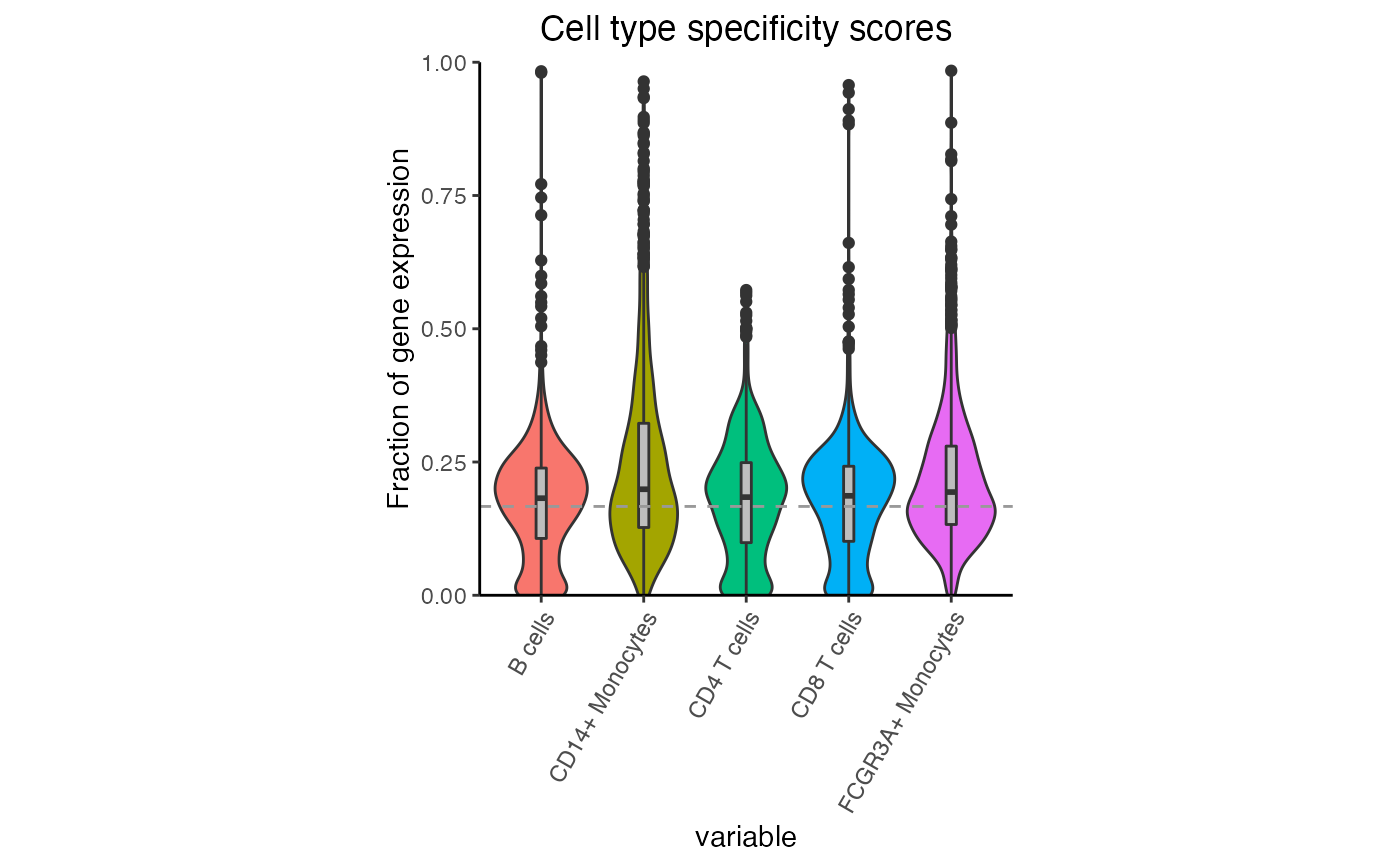 Cell type specificity scores
Fraction of gene expression
1.00
0.75
0.50
0.25
0.00
B cells
CD14+ Monocytes
CD4 T cells
CD8 T cells
FCGR3A+ Monocytes
variable